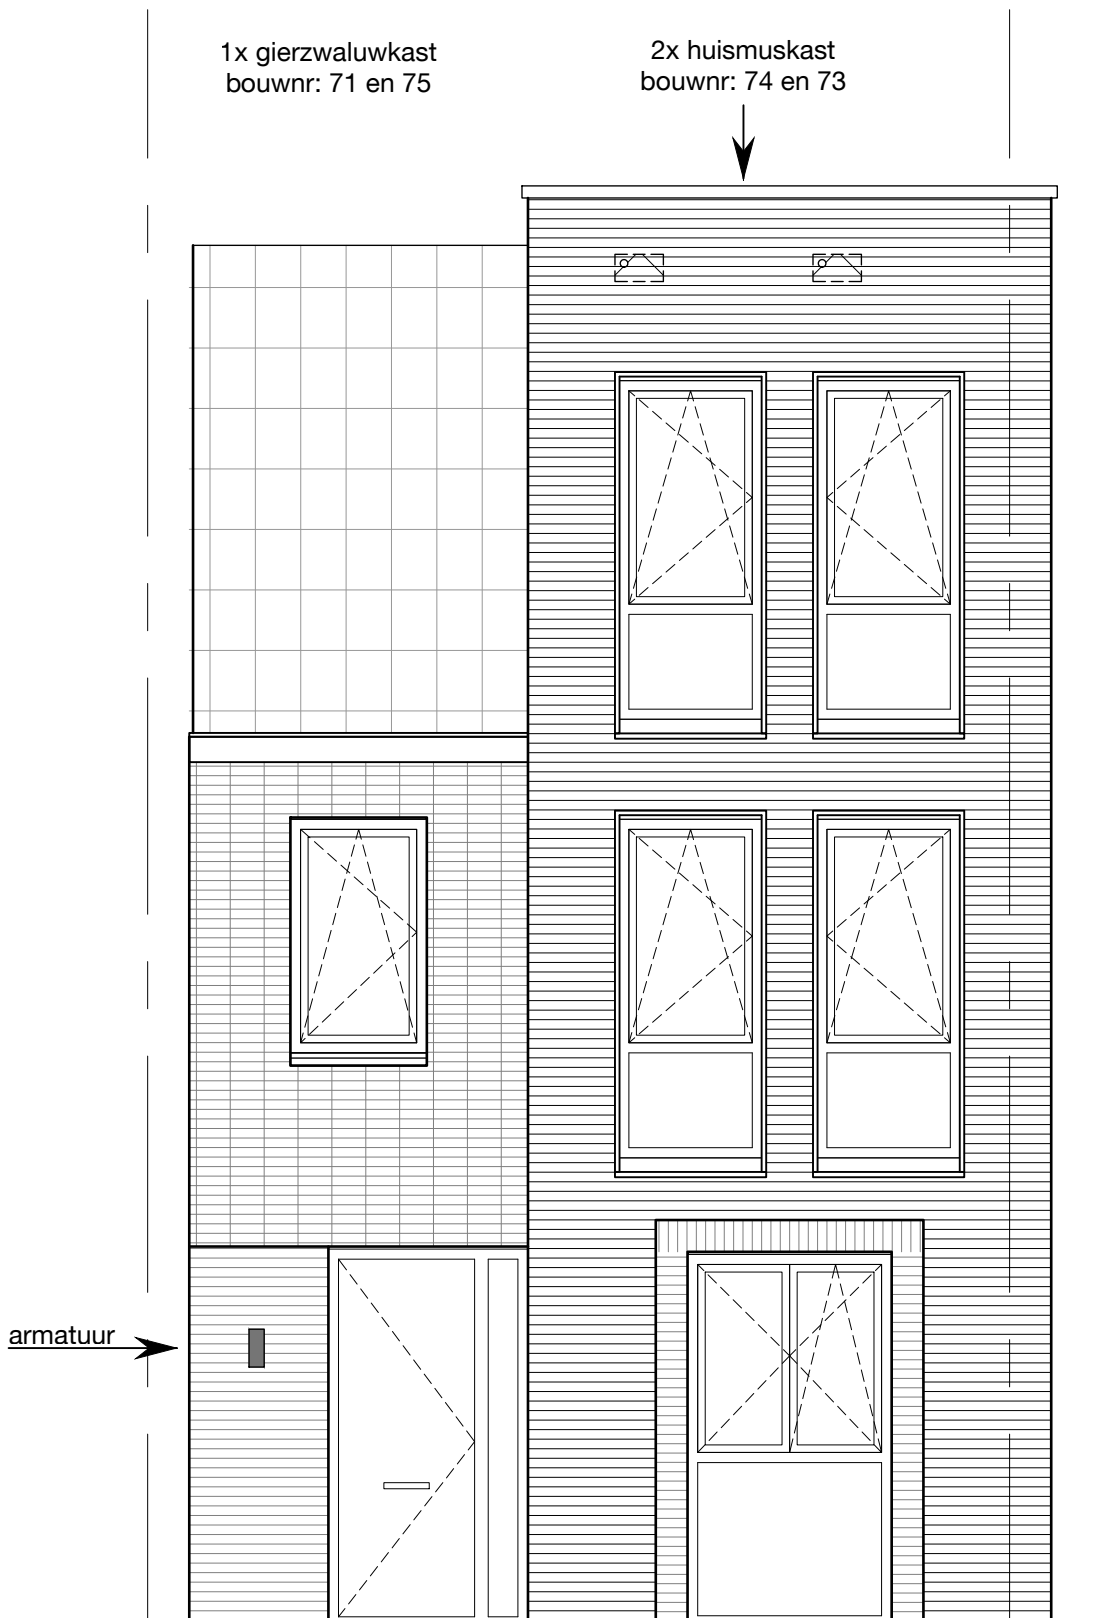 1x gierzwaluwkast
bouwnr: 71 en 75
2x huismuskast
bouwnr: 74 en 73
armatuur